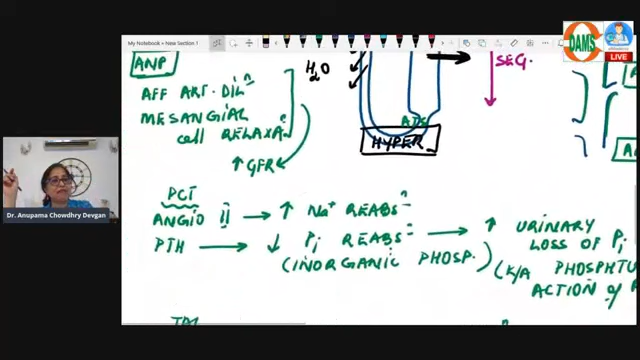 My Notebook » New Section 1
DAMS
LIVE
ANP
H2O
SEG.
AFF ART. DILⁿ
MESANGIAL
cell RELAXAⁿ
ATS
HYPER
↑ GFR
Dr. Anupama Chowdhry Devgan
PCT
ANGIO II → ↑ Na⁺ REABSⁿ
PTH → ↓ Pi REABSⁿ → ↑ URINARY
(INORGANIC PHOSP.) LOSS OF Pi
(K/A PHOSPHTU
ACTION of